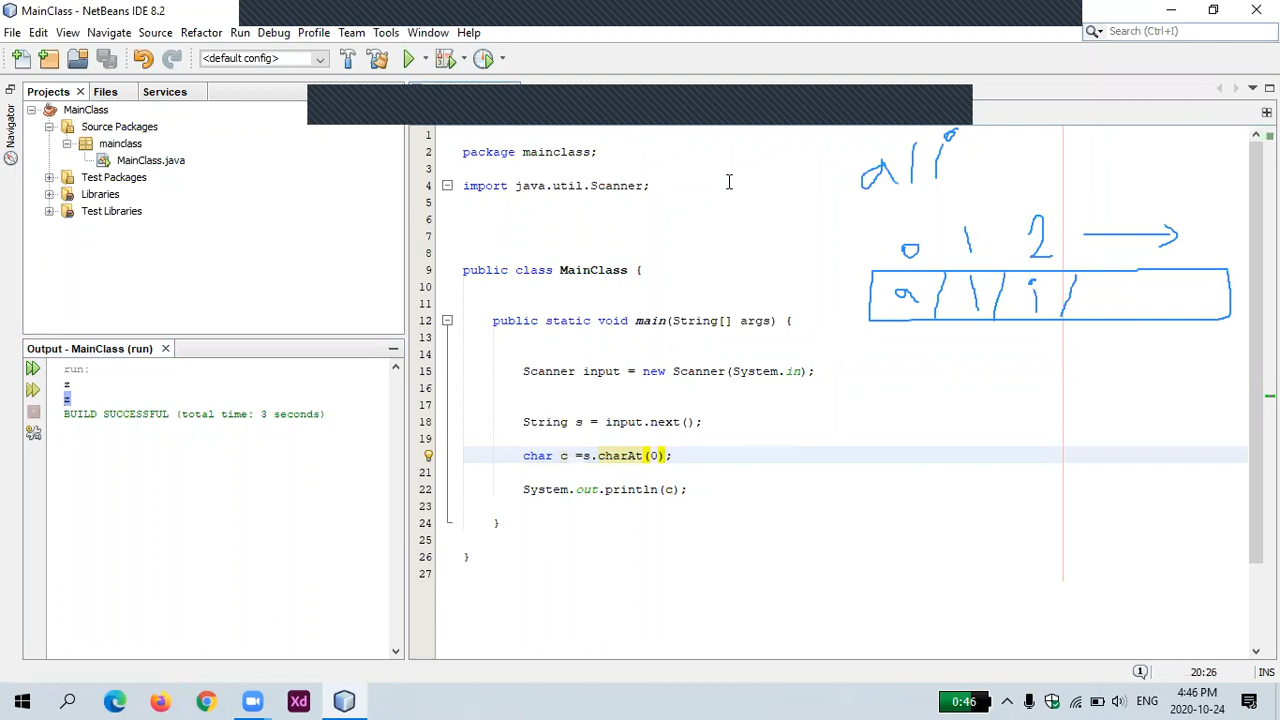 MainClass - NetBeans IDE 8.2
File Edit View Navigate Source Refactor Run Debug Profile Team Tools Window Help
Search (Ctrl+I)
<default config>
Projects
Files
Services
Navigator
MainClass
Source Packages
mainclass
MainClass.java
Test Packages
Libraries
Test Libraries
Output - MainClass (run)
run:
z
z
BUILD SUCCESSFUL (total time: 3 seconds)
1
2 package mainclass;
3
4 import java.util.Scanner;
5
6
7
8
9 public class MainClass {
10
11
12 public static void main(String[] args) {
13
14
15 Scanner input = new Scanner(System.in);
16
17
18 String s = input.next();
19
char c =s.charAt(0);
21
22 System.out.println(c);
23
24 }
25
26 }
27
ali
0 1 2
a l i
20:26 INS
1
Xd
0:46
ENG
4:46 PM
2020-10-24